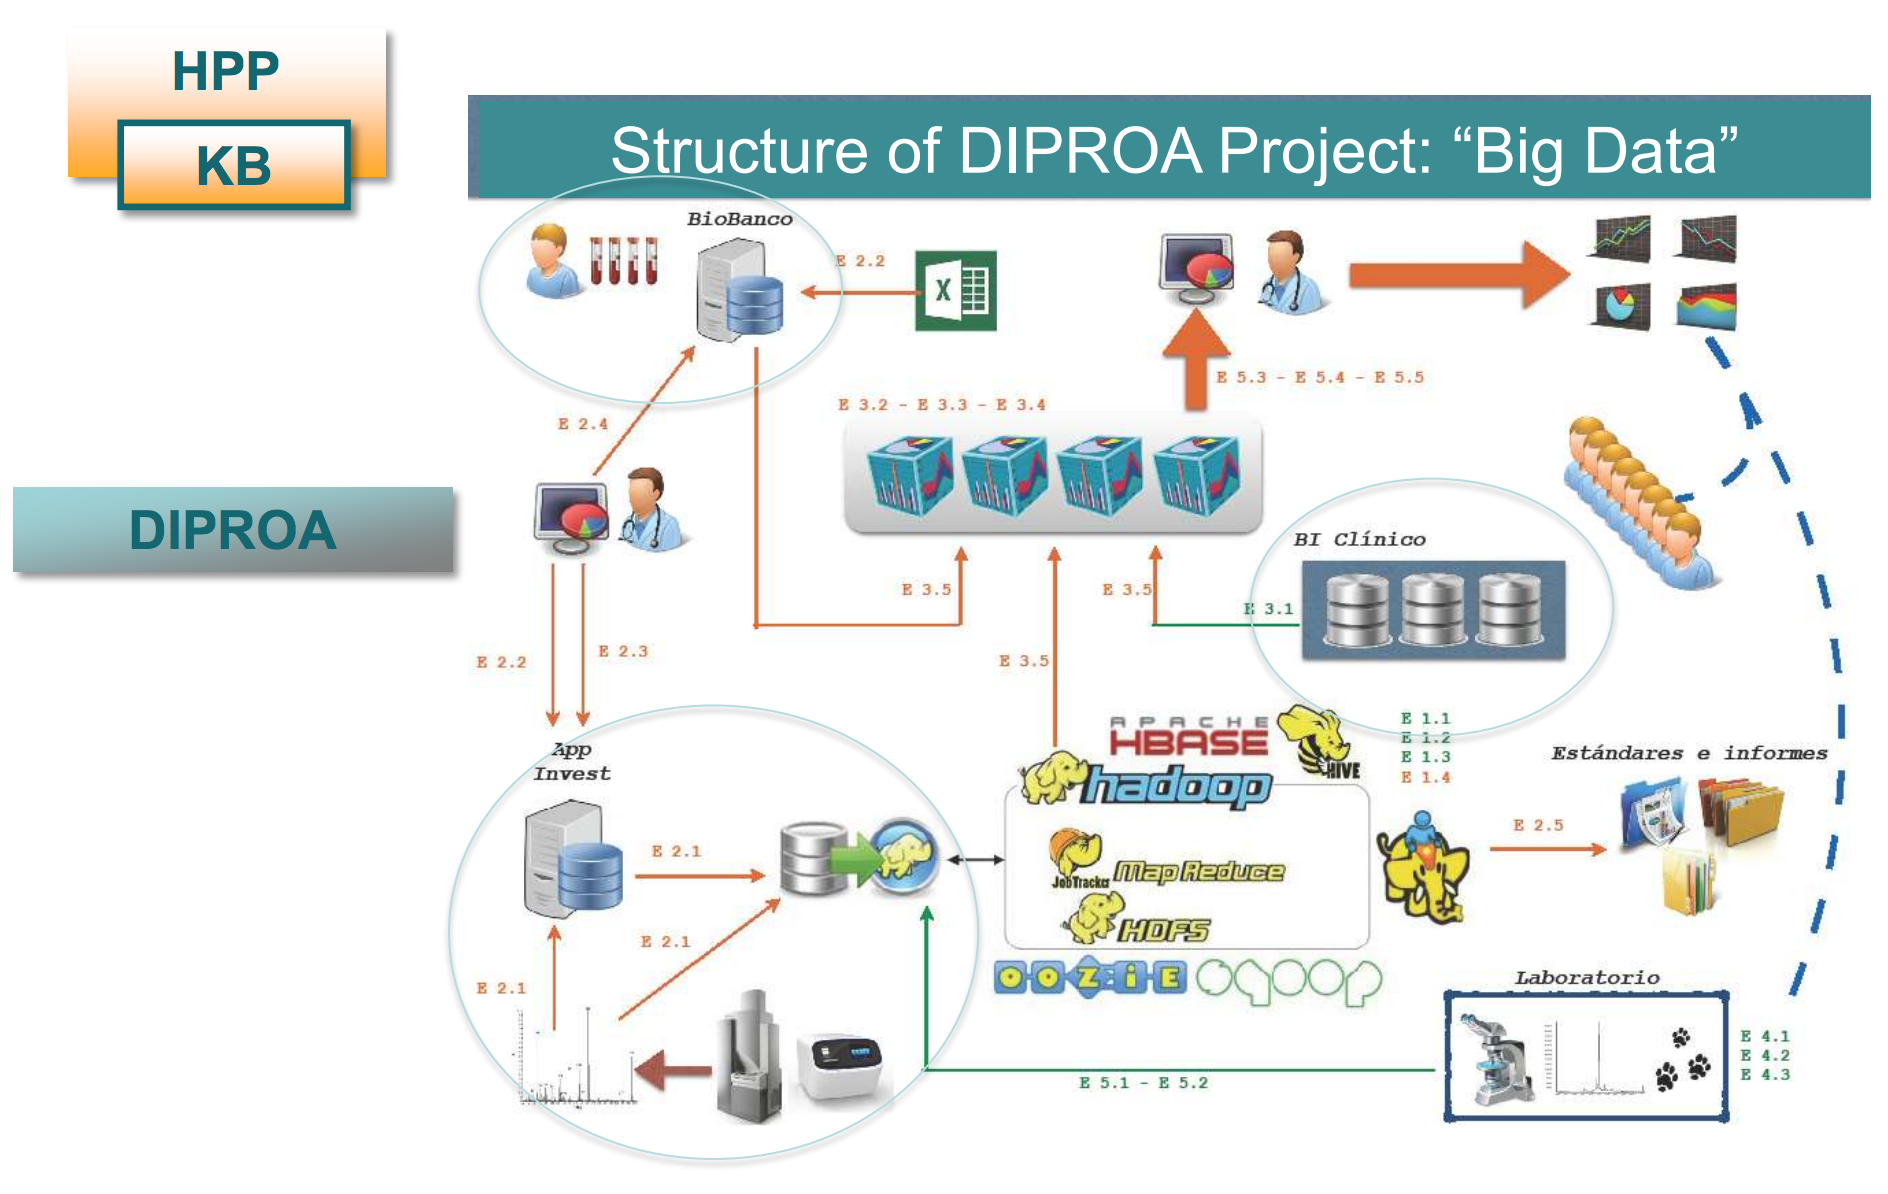 HPP
KB
Structure of DIPROA Project: “Big Data”
BioBanco
E 2.2
X
E 5.3 - E 5.4 - E 5.5
E 3.2 - E 3.3 - E 3.4
E 2.4
DIPROA
BI Clínico
E 3.5
E 3.5
E 3.1
E 2.2
E 2.3
E 3.5
APACHE
HBASE
HIVE
E 1.1
E 1.2
E 1.3
E 1.4
App
Invest
Estándares e informes
hadoop
E 2.1
E 2.5
JobTracker
Map Reduce
HDFS
E 2.1
E 2.1
OOZIE
sqoop
Laboratorio
E 4.1
E 4.2
E 4.3
E 5.1 - E 5.2